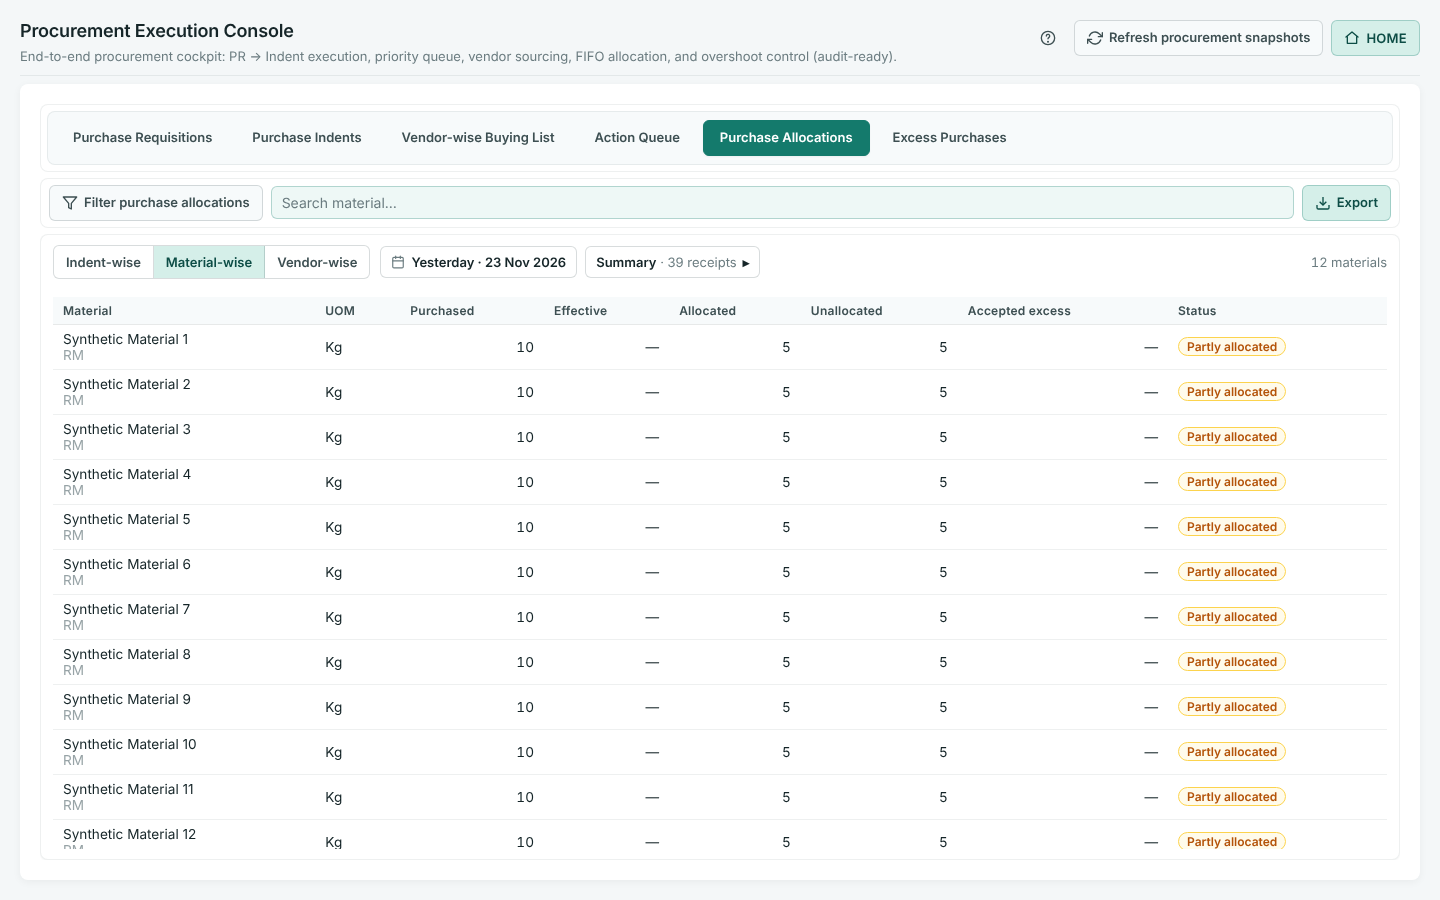 Procurement Execution Console
End-to-end procurement cockpit: PR → Indent execution, priority queue, vendor sourcing, FIFO allocation, and overshoot control (audit-ready).
Refresh procurement snapshots
HOME
Purchase Requisitions Purchase Indents Vendor-wise Buying List Action Queue Purchase Allocations Excess Purchases
Filter purchase allocations Search material... Export
Indent-wise Material-wise Vendor-wise Yesterday · 23 Nov 2026 Summary · 39 receipts ▸ 12 materials
Material UOM Purchased Effective Allocated Unallocated Accepted excess Status
Synthetic Material 1
RM
Kg 10 — 5 5 — Partly allocated
Synthetic Material 2
RM
Kg 10 — 5 5 — Partly allocated
Synthetic Material 3
RM
Kg 10 — 5 5 — Partly allocated
Synthetic Material 4
RM
Kg 10 — 5 5 — Partly allocated
Synthetic Material 5
RM
Kg 10 — 5 5 — Partly allocated
Synthetic Material 6
RM
Kg 10 — 5 5 — Partly allocated
Synthetic Material 7
RM
Kg 10 — 5 5 — Partly allocated
Synthetic Material 8
RM
Kg 10 — 5 5 — Partly allocated
Synthetic Material 9
RM
Kg 10 — 5 5 — Partly allocated
Synthetic Material 10
RM
Kg 10 — 5 5 — Partly allocated
Synthetic Material 11
RM
Kg 10 — 5 5 — Partly allocated
Synthetic Material 12
Kg 10 — 5 5 — Partly allocated